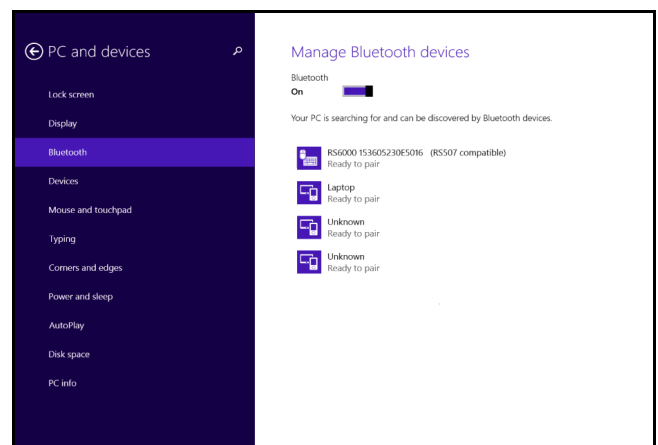 PC and devices
Lock screen
Display
Bluetooth
Devices
Mouse and touchpad
Typing
Corners and edges
Power and sleep
AutoPlay
Disk space
PC info
Manage Bluetooth devices
Bluetooth
On
Your PC is searching for and can be discovered by Bluetooth devices.
RS6000 153605230E5016 (RS507 compatible)
Ready to pair
Laptop
Ready to pair
Unknown
Ready to pair
Unknown
Ready to pair